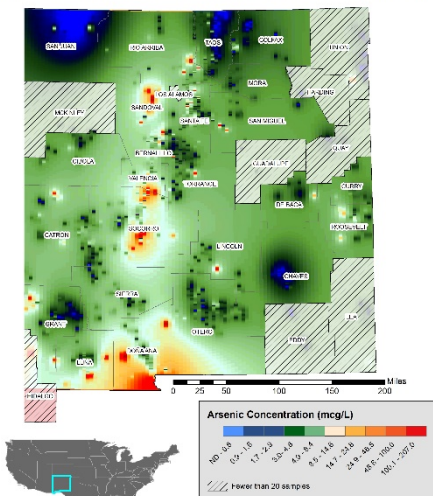 SAN JUAN
RIO ARRIBA
TAOS
COLFAX
UNION
LOS ALAMOS
MORA
HARDING
SANDOVAL
MCKINLEY
SANTA FE
SAN MIGUEL
QUAY
BERNALILLO
CIBOLA
GUADALUPE
VALENCIA
TORRANCE
CURRY
DE BACA
SOCORRO
ROOSEVELT
CATRON
LINCOLN
CHAVES
SIERRA
LEA
GRANT
OTERO
EDDY
DONA ANA
LUNA
Miles
0 50 100 150 200
HIDALGO
Arsenic Concentration (mcg/L)
Fewer than 20 samples